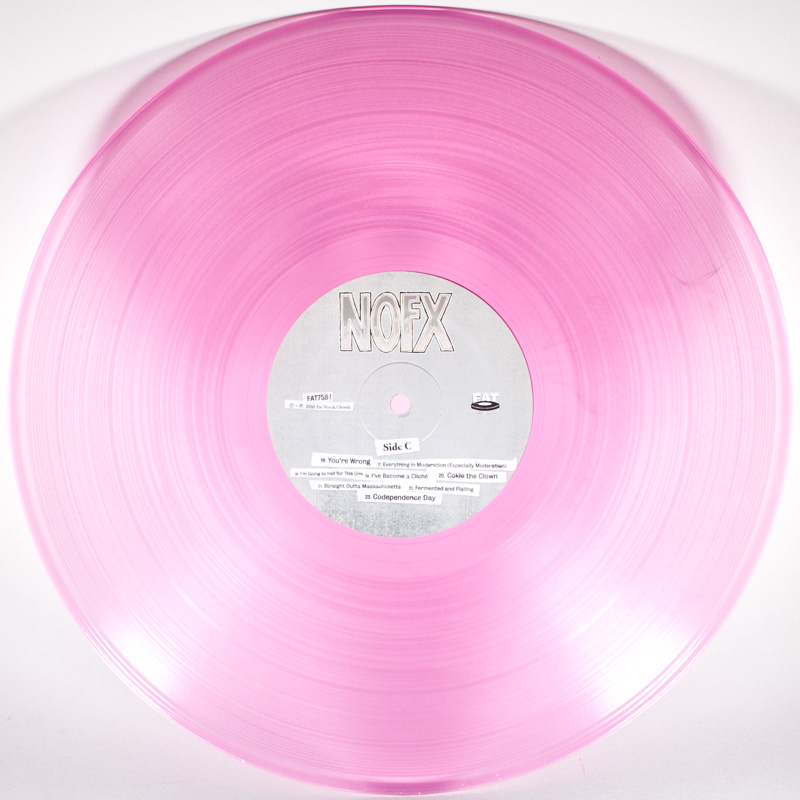 NOFX
FAT750-1
FAT
Side C
16. You're Wrong 17. Everything In Moderation (Especially Moderation)
18. I'm Going to Hell for This One 19. I've Become a Cliché 20. Cokie the Clown
21. Straight Outta Massachusetts 22. Fermented and Flailing
23. Codependence Day